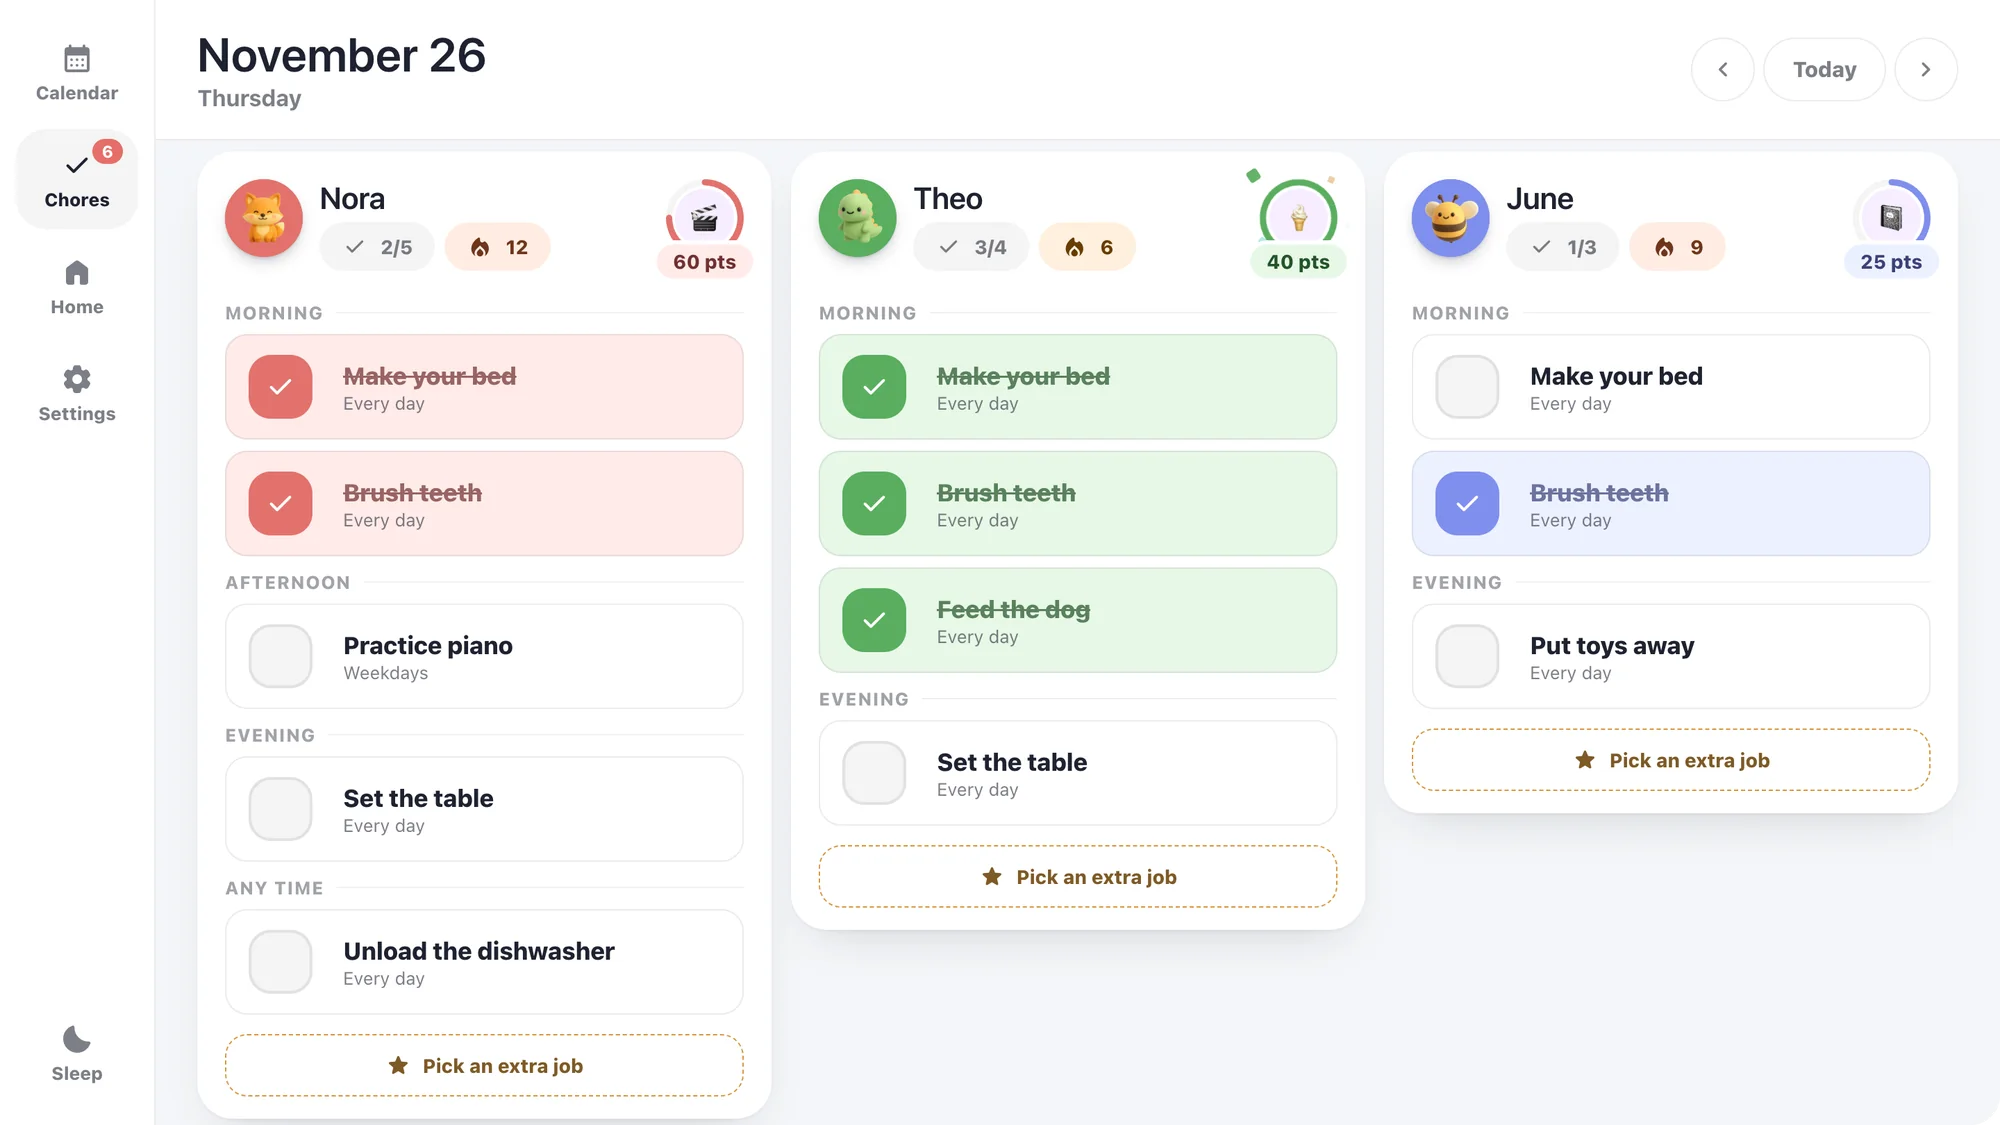 Calendar
6
Chores
Home
Settings
Sleep
November 26
Thursday
Today
Nora
2/5
12
60 pts
MORNING
Make your bed
Every day
Brush teeth
Every day
AFTERNOON
Practice piano
Weekdays
EVENING
Set the table
Every day
ANY TIME
Unload the dishwasher
Every day
Pick an extra job
Theo
3/4
6
40 pts
MORNING
Make your bed
Every day
Brush teeth
Every day
Feed the dog
Every day
EVENING
Set the table
Every day
Pick an extra job
June
1/3
9
25 pts
MORNING
Make your bed
Every day
Brush teeth
Every day
EVENING
Put toys away
Every day
Pick an extra job